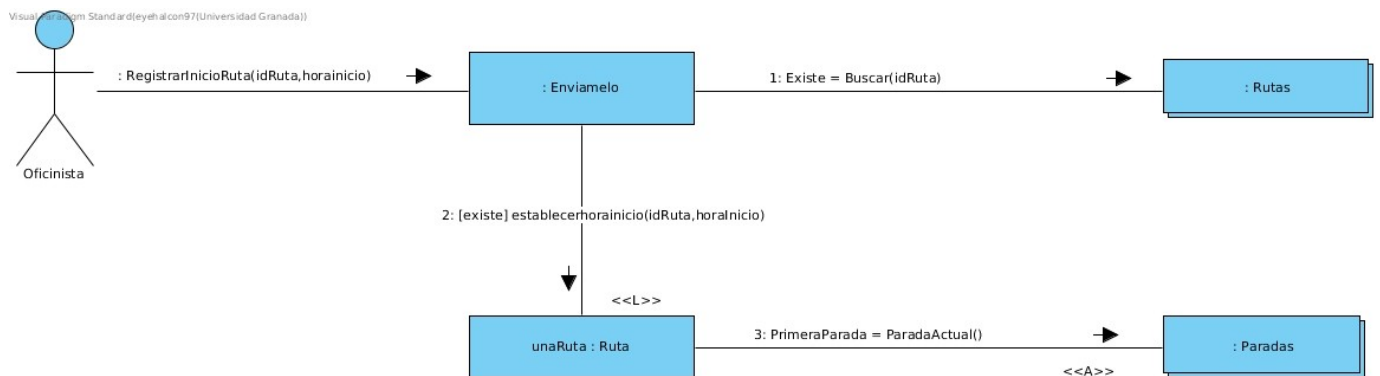 Visual Paradigm Standard(eyehalcon97(Universidad Granada))
: RegistrarInicioRuta(idRuta,horainicio)
: Enviamelo
1: Existe = Buscar(idRuta)
: Rutas
Oficinista
2: [existe] establecerhorainicio(idRuta,horaInicio)
<<L>>
unaRuta : Ruta
3: PrimeraParada = ParadaActual()
: Paradas
<<A>>